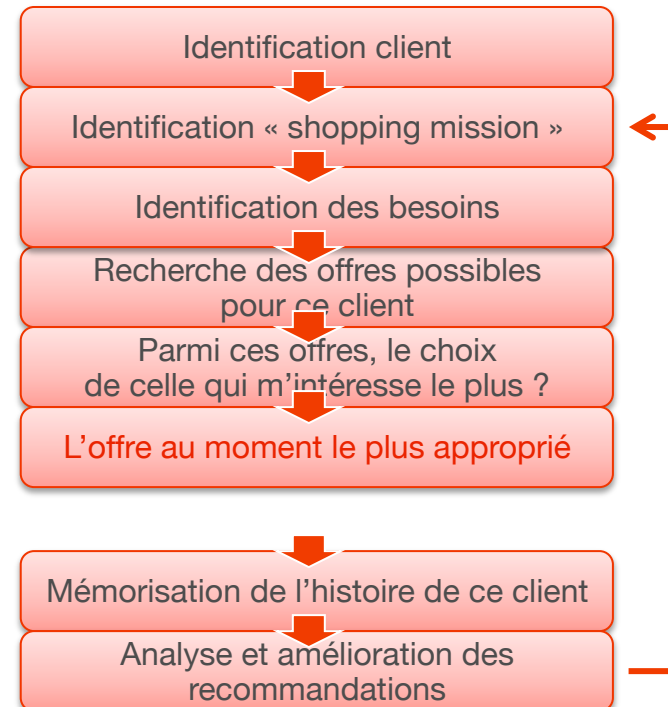 Identification client
Identification « shopping mission »
Identification des besoins
Recherche des offres possibles
pour ce client
Parmi ces offres, le choix
de celle qui m’intéresse le plus ?
L’offre au moment le plus approprié
Mémorisation de l’histoire de ce client
Analyse et amélioration des
recommandations